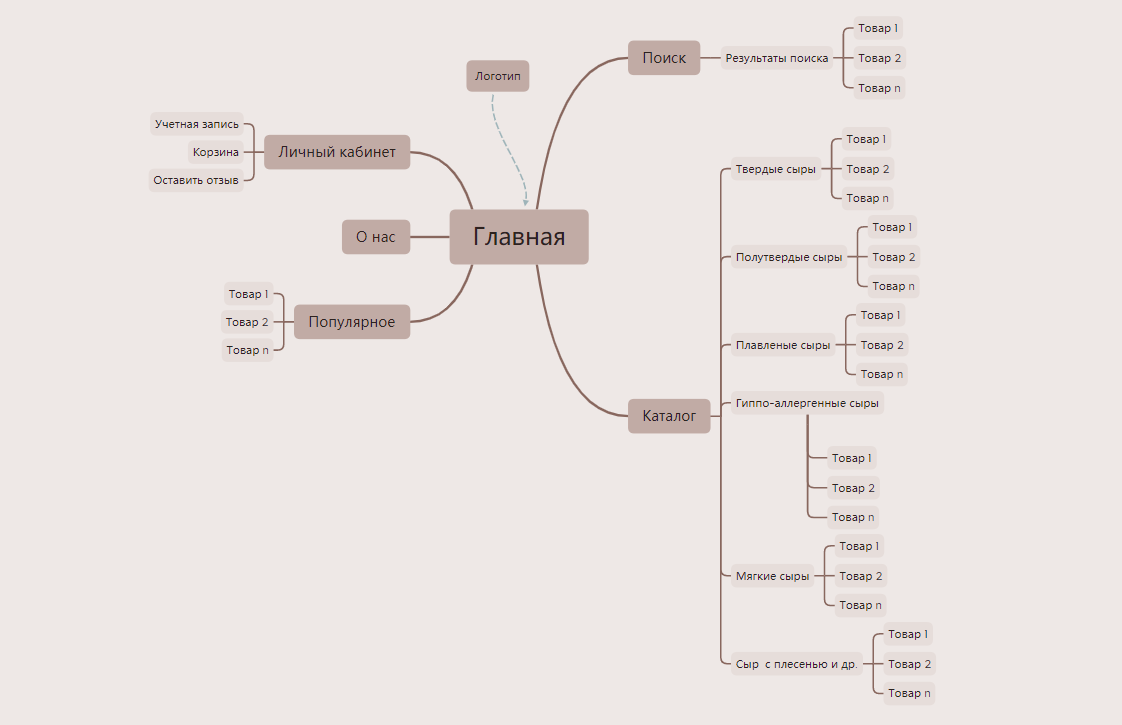 Логотип
Главная
Личный кабинет
Учетная запись
Корзина
Оставить отзыв
О нас
Популярное
Товар 1
Товар 2
Товар n
Поиск
Результаты поиска
Товар 1
Товар 2
Товар n
Каталог
Твердые сыры
Товар 1
Товар 2
Товар n
Полутвердые сыры
Товар 1
Товар 2
Товар n
Плавленые сыры
Товар 1
Товар 2
Товар n
Гиппо-аллергенные сыры
Товар 1
Товар 2
Товар n
Мягкие сыры
Товар 1
Товар 2
Товар n
Сыр с плесенью и др.
Товар 1
Товар 2
Товар n